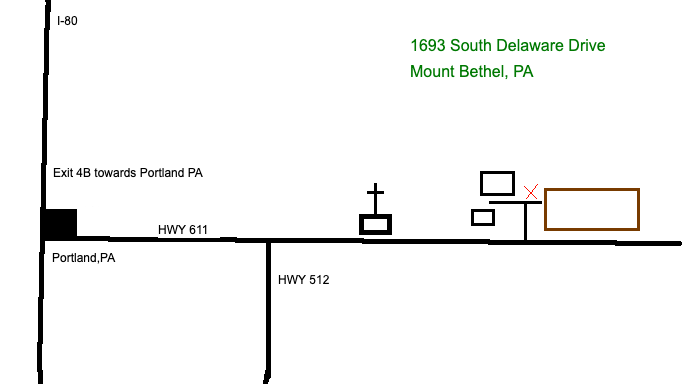 I-80
1693 South Delaware Drive
Mount Bethel, PA
Exit 4B towards Portland PA
HWY 611
Portland,PA
HWY 512